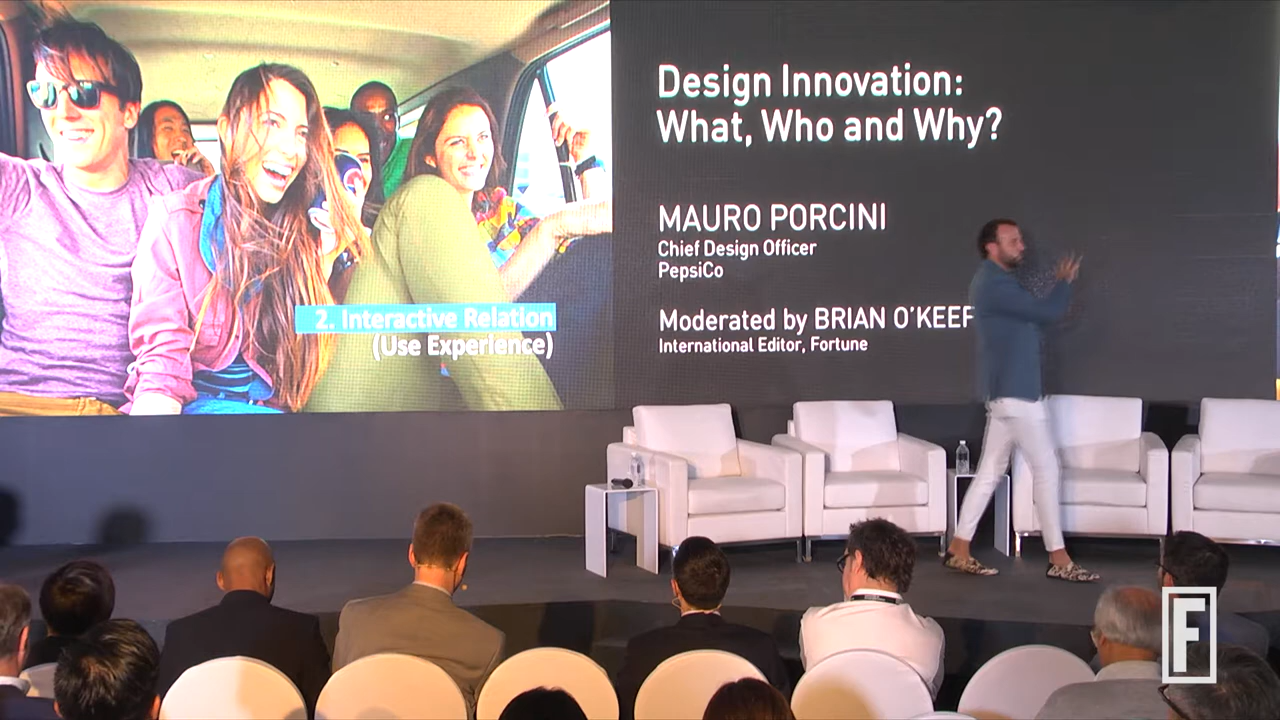 2. Interactive Relation
(Use Experience)
Design Innovation:
What, Who and Why?
MAURO PORCINI
Chief Design Officer
PepsiCo
Moderated by BRIAN O'KEEF
International Editor, Fortune
F